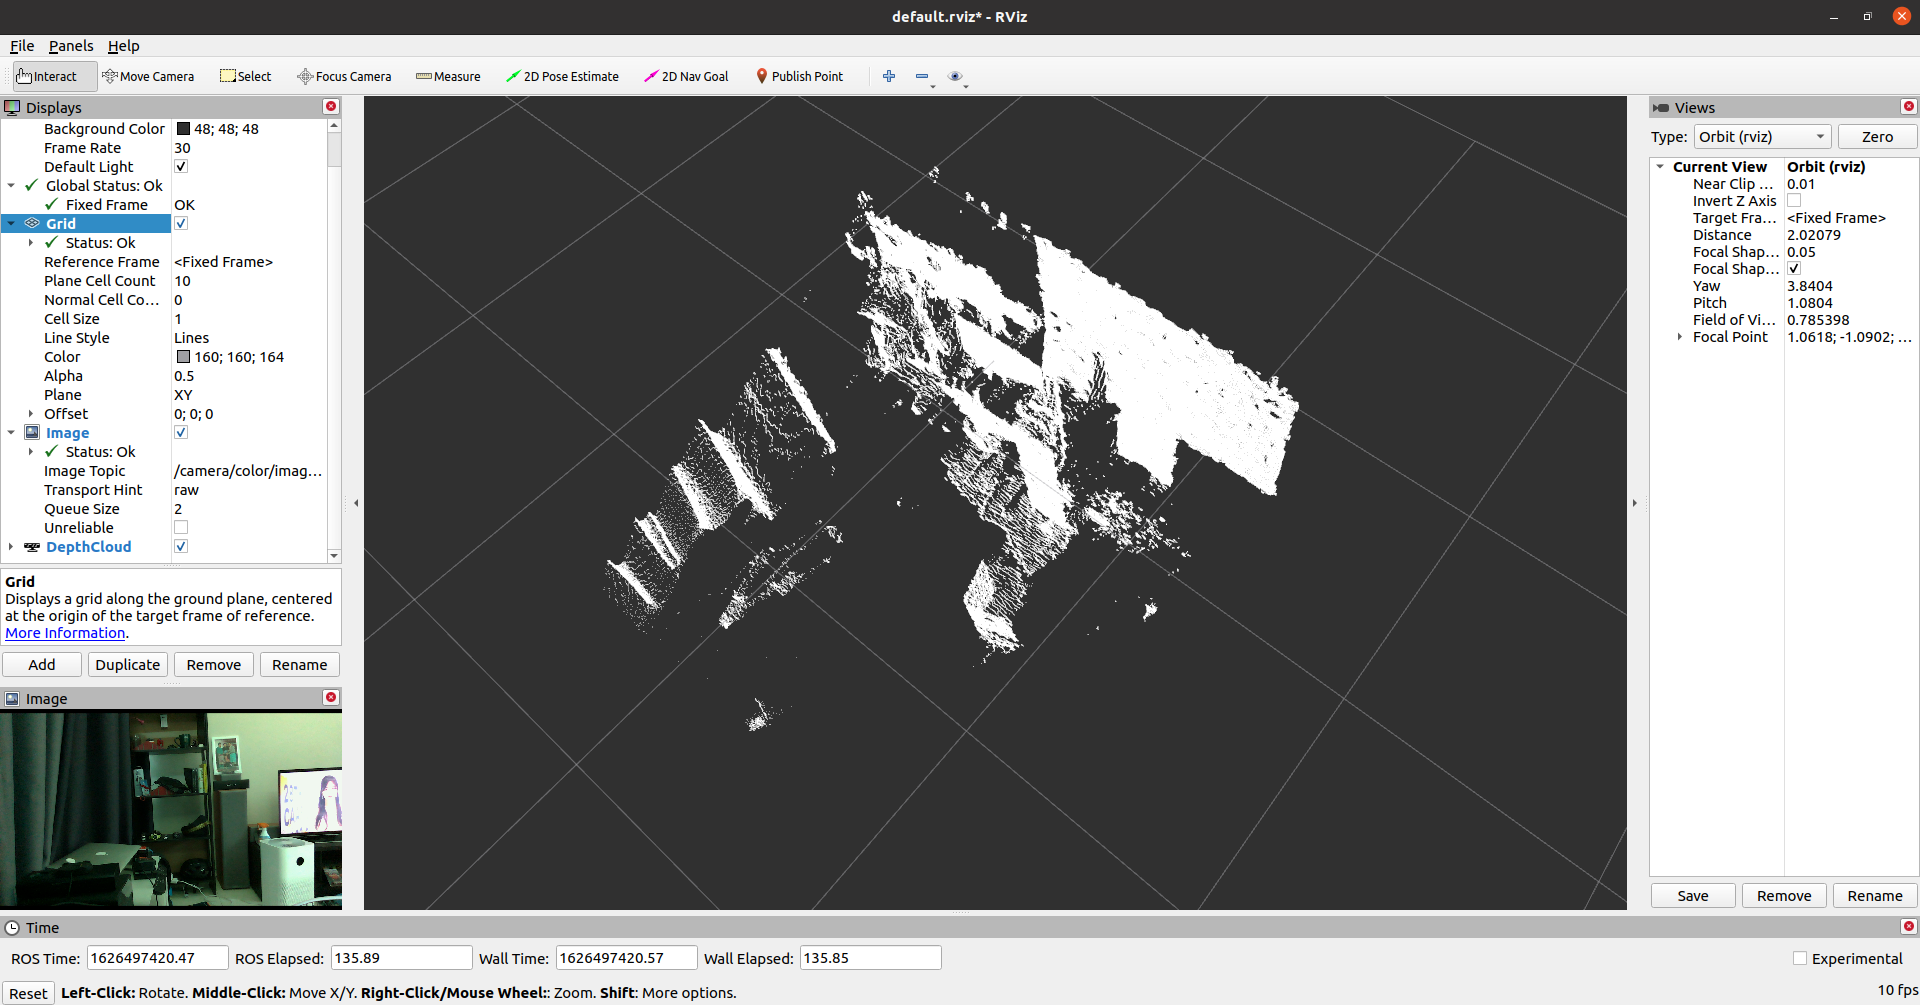 default.rviz* - RViz
File Panels Help
Interact Move Camera Select Focus Camera Measure 2D Pose Estimate 2D Nav Goal Publish Point
Displays
Background Color 48; 48; 48
Frame Rate 30
Default Light
Global Status: Ok
Fixed Frame OK
Grid
Status: Ok
Reference Frame <Fixed Frame>
Plane Cell Count 10
Normal Cell Co... 0
Cell Size 1
Line Style Lines
Color 160; 160; 164
Alpha 0.5
Plane XY
Offset 0; 0; 0
Image
Status: Ok
Image Topic /camera/color/imag...
Transport Hint raw
Queue Size 2
Unreliable
DepthCloud
Grid
Displays a grid along the ground plane, centered
at the origin of the target frame of reference.
More Information.
Add Duplicate Remove Rename
Image
Views
Type: Orbit (rviz) Zero
Current View Orbit (rviz)
Near Clip ... 0.01
Invert Z Axis
Target Fra... <Fixed Frame>
Distance 2.02079
Focal Shap... 0.05
Focal Shap...
Yaw 3.8404
Pitch 1.0804
Field of Vi... 0.785398
Focal Point 1.0618; -1.0902; ...
Save Remove Rename
Time
ROS Time: 1626497420.47 ROS Elapsed: 135.89 Wall Time: 1626497420.57 Wall Elapsed: 135.85 Experimental
Reset Left-Click: Rotate. Middle-Click: Move X/Y. Right-Click/Mouse Wheel:: Zoom. Shift: More options. 10 fps